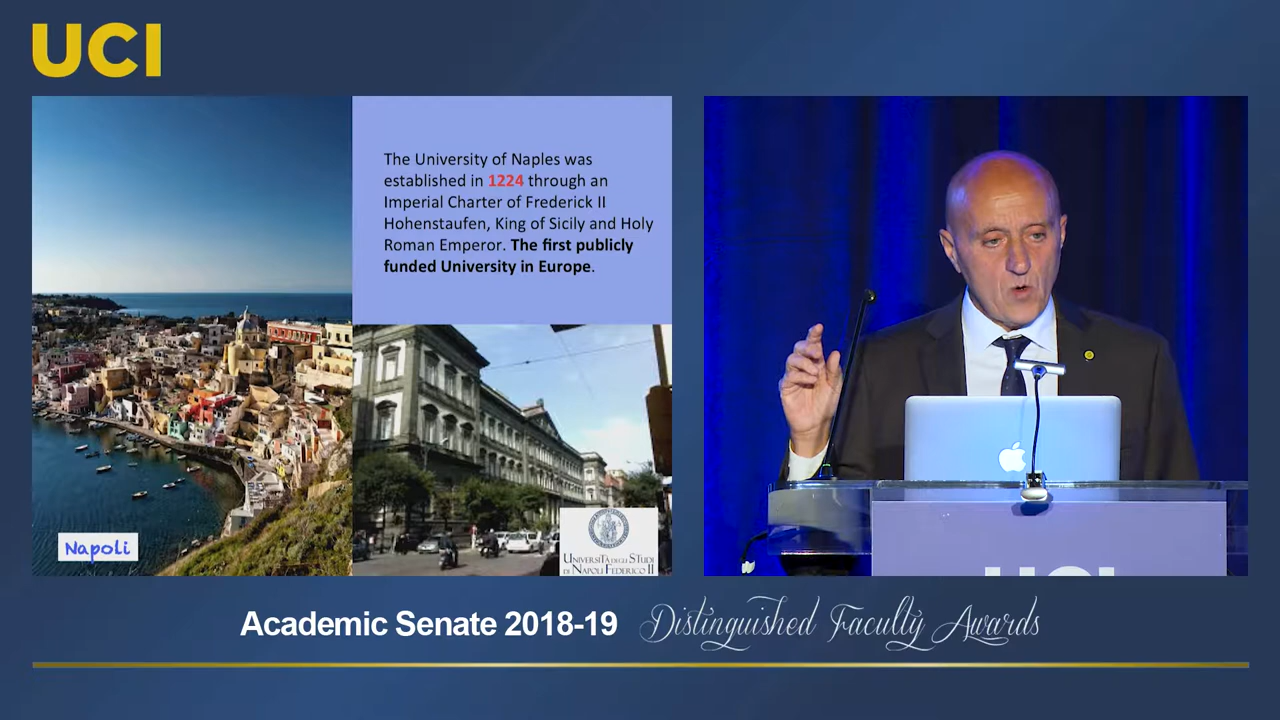 UCI
The University of Naples was
established in 1224 through an
Imperial Charter of Frederick II
Hohenstaufen, King of Sicily and Holy
Roman Emperor. The first publicly
funded University in Europe.
Napoli
UNIVERSITÀ DEGLI STUDI
DI NAPOLI FEDERICO II
UCI
Academic Senate 2018-19 Distinguished Faculty Awards